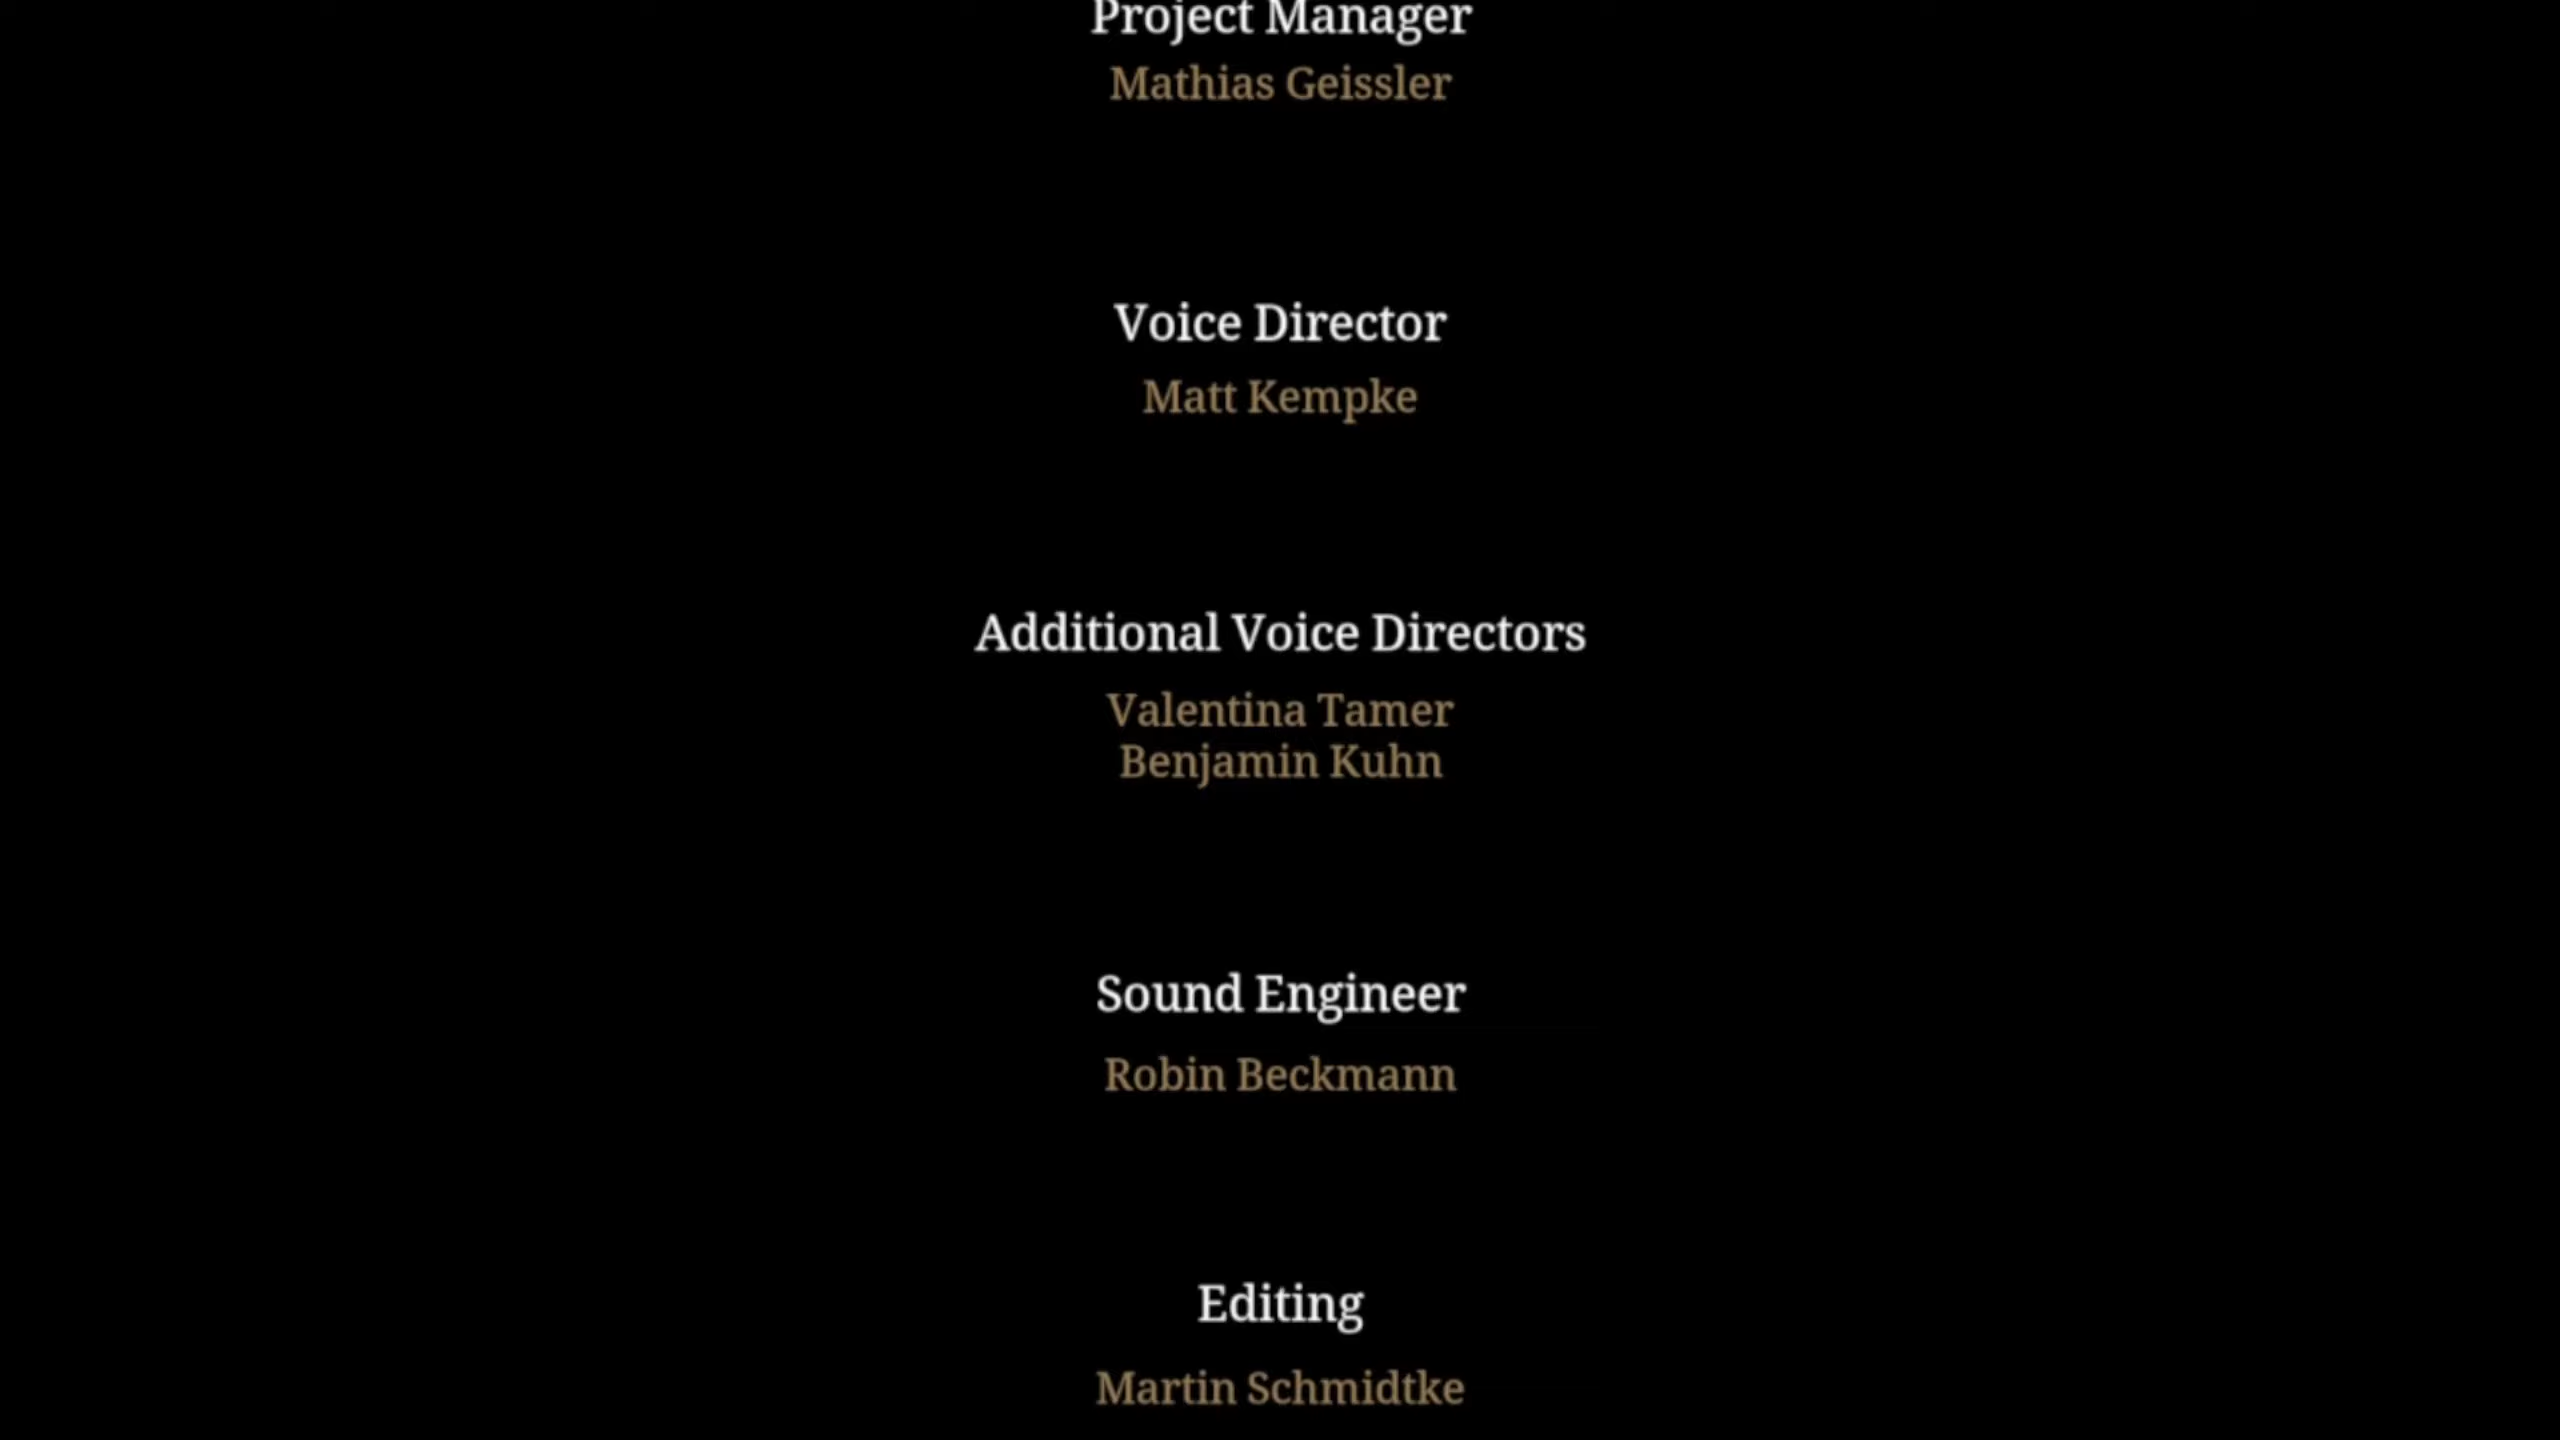 Project Manager
Mathias Geissler
Voice Director
Matt Kempke
Additional Voice Directors
Valentina Tamer
Benjamin Kuhn
Sound Engineer
Robin Beckmann
Editing
Martin Schmidtke